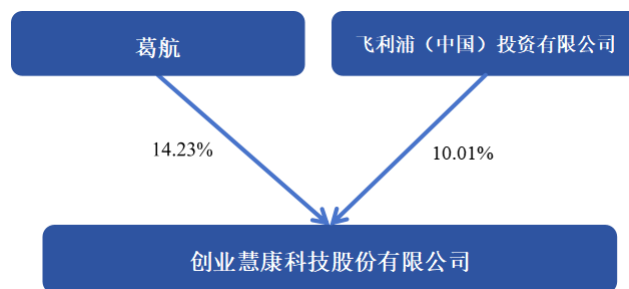 葛航
飞利浦（中国）投资有限公司
14.23%
10.01%
创业慧康科技股份有限公司